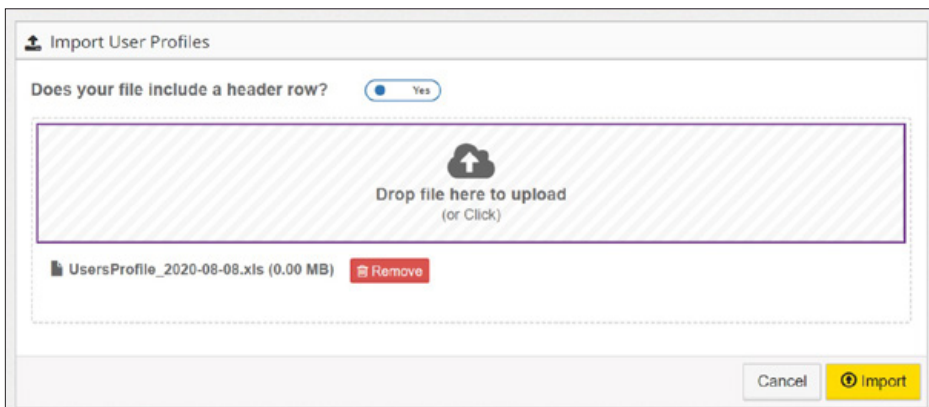 Import User Profiles
Does your file include a header row? Yes
Drop file here to upload
(or Click)
UsersProfile_2020-08-08.xls (0.00 MB) Remove
Cancel Import